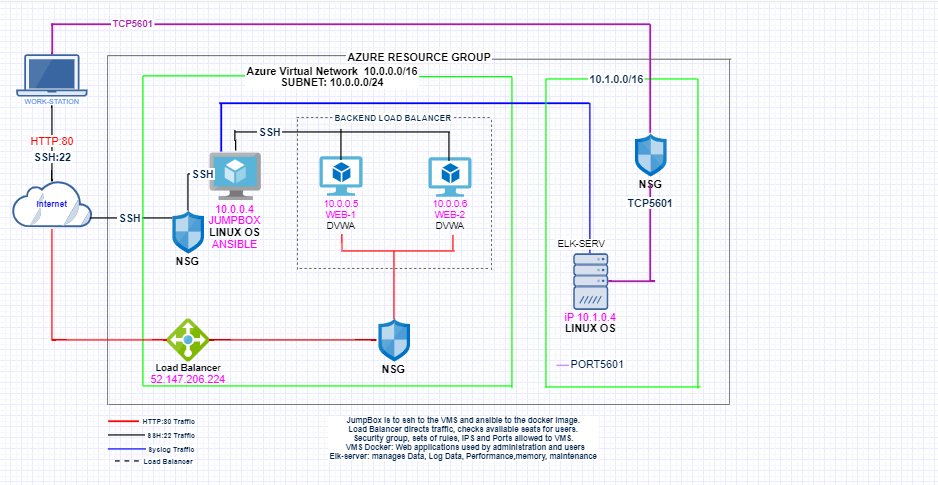 TCP5601
AZURE RESOURCE GROUP
Azure Virtual Network 10.0.0.0/16
SUBNET: 10.0.0.0/24
10.1.0.0/16
WORK-STATION
BACKEND LOAD BALANCER
HTTP:80
SSH:22
SSH
SSH
NSG
TCP5601
Internet
10.0.0.4
JUMPBOX
LINUX OS
ANSIBLE
10.0.0.5
WEB-1
DVWA
10.0.0.6
WEB-2
DVWA
SSH
NSG
ELK-SERV
iP 10.1.0.4
LINUX OS
Load Balancer
52.147.206.224
NSG
PORT5601
HTTP:80 Traffic
SSH:22 Traffic
Syslog Traffic
Load Balancer
JumpBox is to ssh to the VMS and ansible to the docker image.
Load Balancer directs traffic, checks available seats for users.
Security group, sets of rules, IPS and Ports allowed to VMS.
VMS Docker: Web applications used by administration and users
Elk-server: manages Data, Log Data, Performance,memory, maintenance